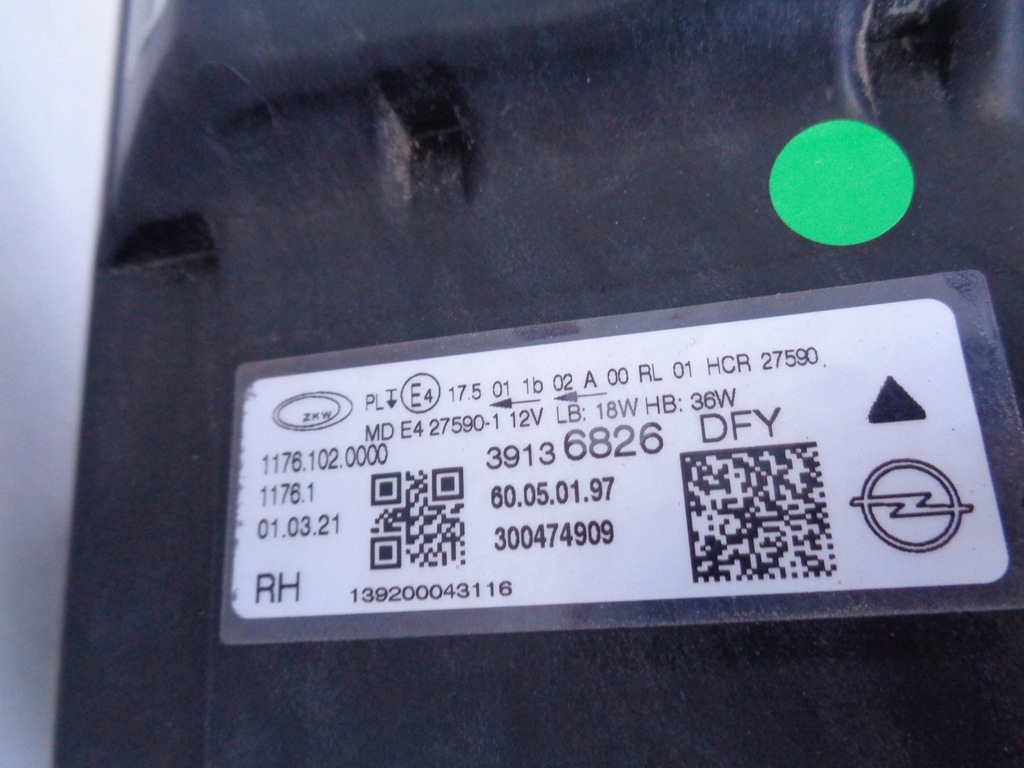 ZKW PL E4 17.5 01 1b 02 A 00 RL 01 HCR 27590
MD E4 27590-1 12V LB: 18W HB: 36W
1176.102.0000 3913 6826 DFY
1176.1 60.05.01.97
01.03.21 300474909
RH 139200043116